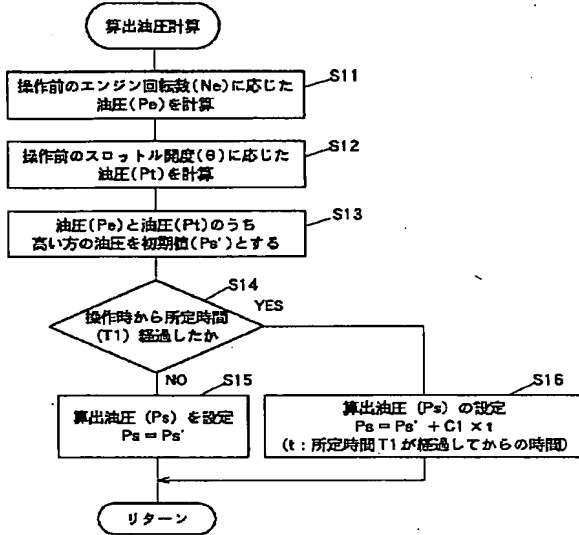 算出油圧計算
S11
操作前のエンジン回転数(Ne)に応じた
油圧(Pe)を計算
S12
操作前のスロットル開度(θ)に応じた
油圧(Pt)を計算
S13
油圧(Pe)と油圧(Pt)のうち
高い方の油圧を初期値(Ps')とする
S14
操作時から所定時間
(T1) 経過したか
YES
NO
S15
算出油圧 (Ps) を設定
Ps = Ps'
S16
算出油圧 (Ps) の設定
Ps = Ps' + C1 × t
(t : 所定時間T1が経過してからの時間)
リターン